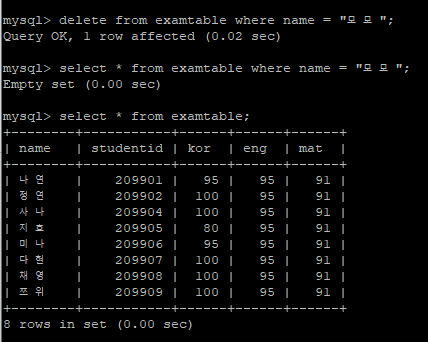 mysql> delete from examtable where name = "모모";
Query OK, 1 row affected (0.02 sec)
mysql> select * from examtable where name = "모모";
Empty set (0.00 sec)
mysql> select * from examtable;
+--------+-----------+------+------+------+
| name   | studentid | kor  | eng  | mat  |
+--------+-----------+------+------+------+
| 나연   |    209901 |   95 |   95 |   91 |
| 정연   |    209902 |  100 |   95 |   91 |
| 사나   |    209904 |  100 |   95 |   91 |
| 지효   |    209905 |   80 |   95 |   91 |
| 미나   |    209906 |   95 |   95 |   91 |
| 다현   |    209907 |  100 |   95 |   91 |
| 채영   |    209908 |  100 |   95 |   91 |
| 쯔위   |    209909 |  100 |   95 |   91 |
+--------+-----------+------+------+------+
8 rows in set (0.00 sec)